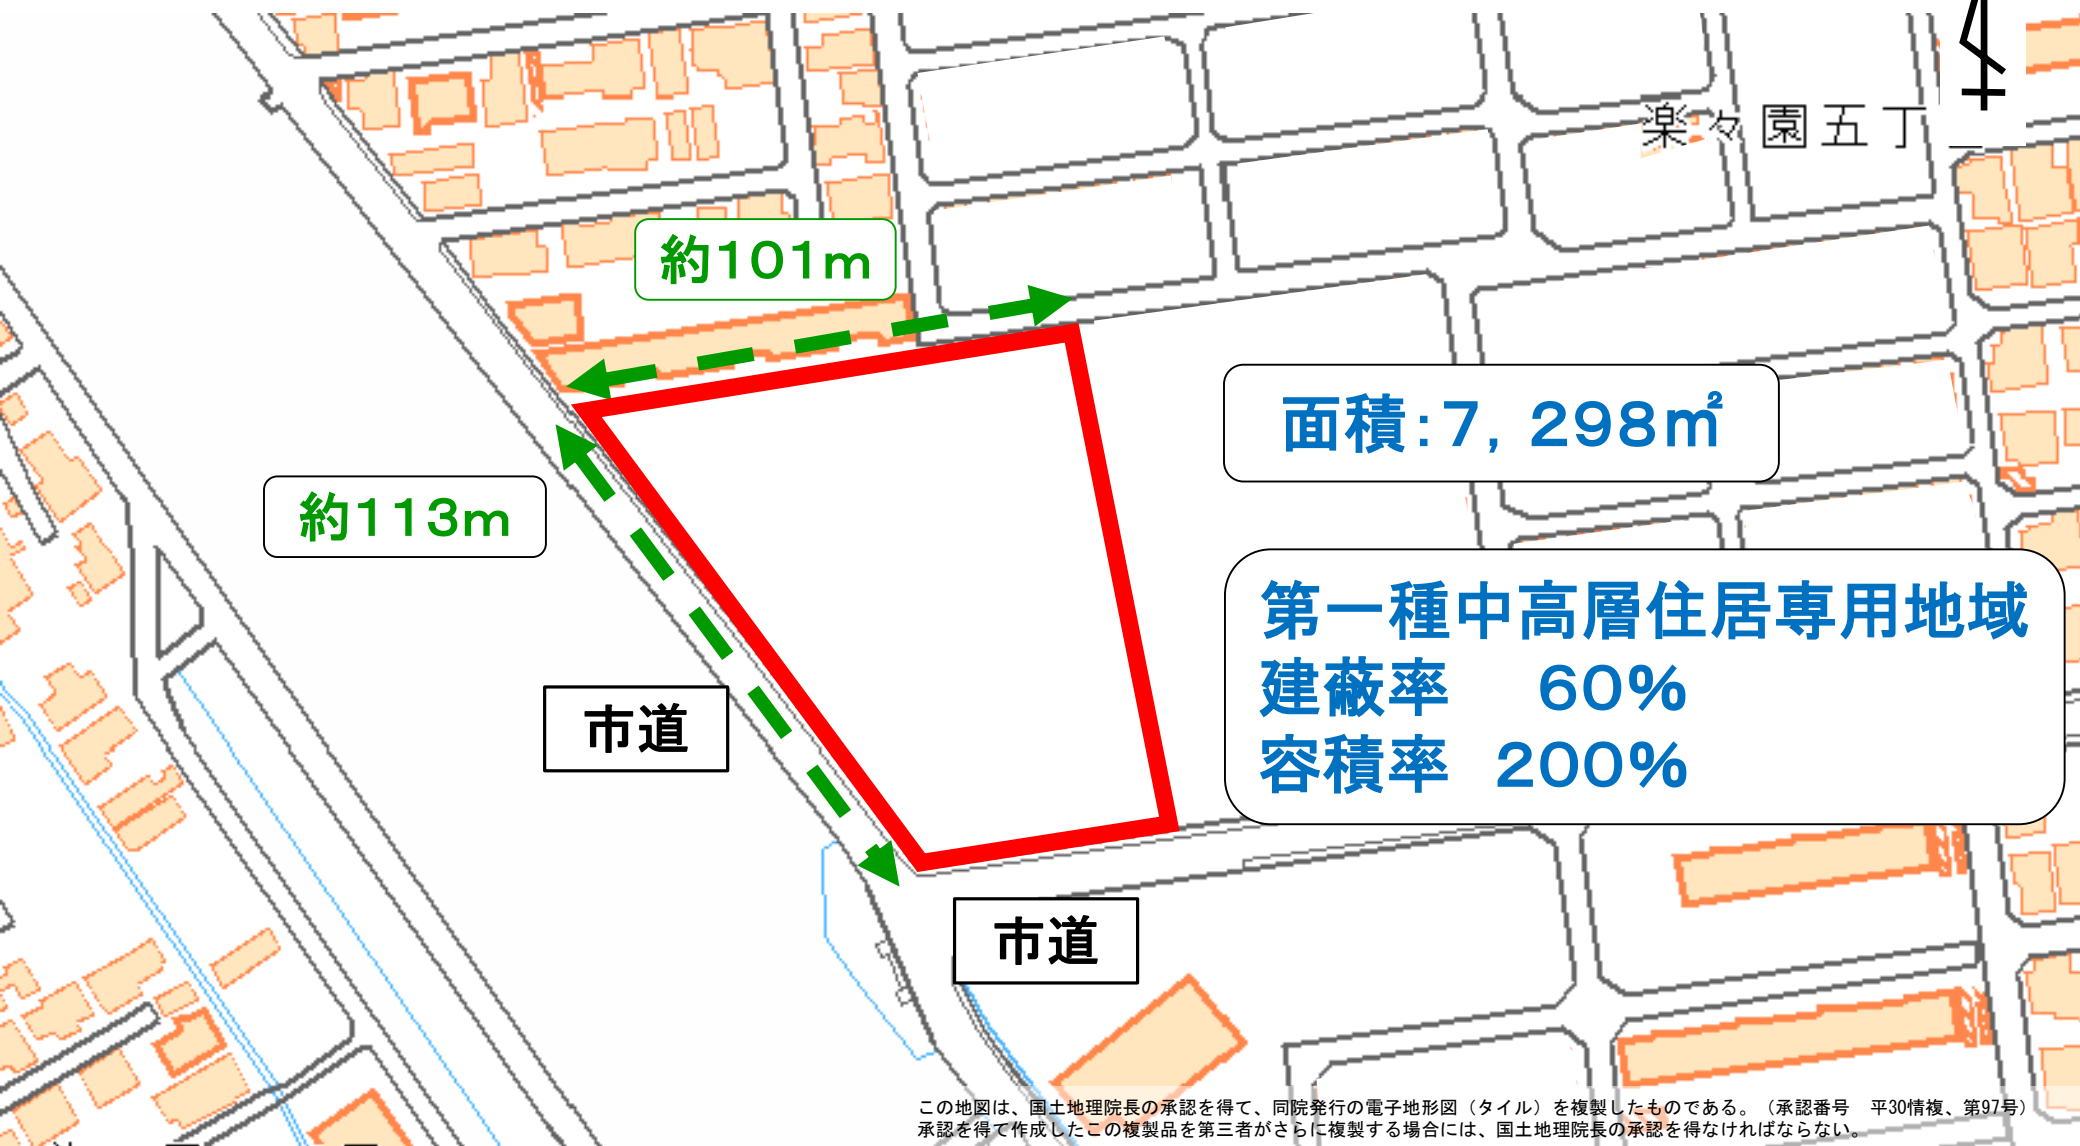 楽々園五丁
約101m
面積：7，298㎡
約113m
第一種中高層住居専用地域
建蔽率　60％
容積率　200％
市道
市道
この地図は、国土地理院長の承認を得て、同院発行の電子地形図（タイル）を複製したものである。（承認番号　平30情複、第97号）
承認を得て作成したこの複製品を第三者がさらに複製する場合には、国土地理院長の承認を得なければならない。